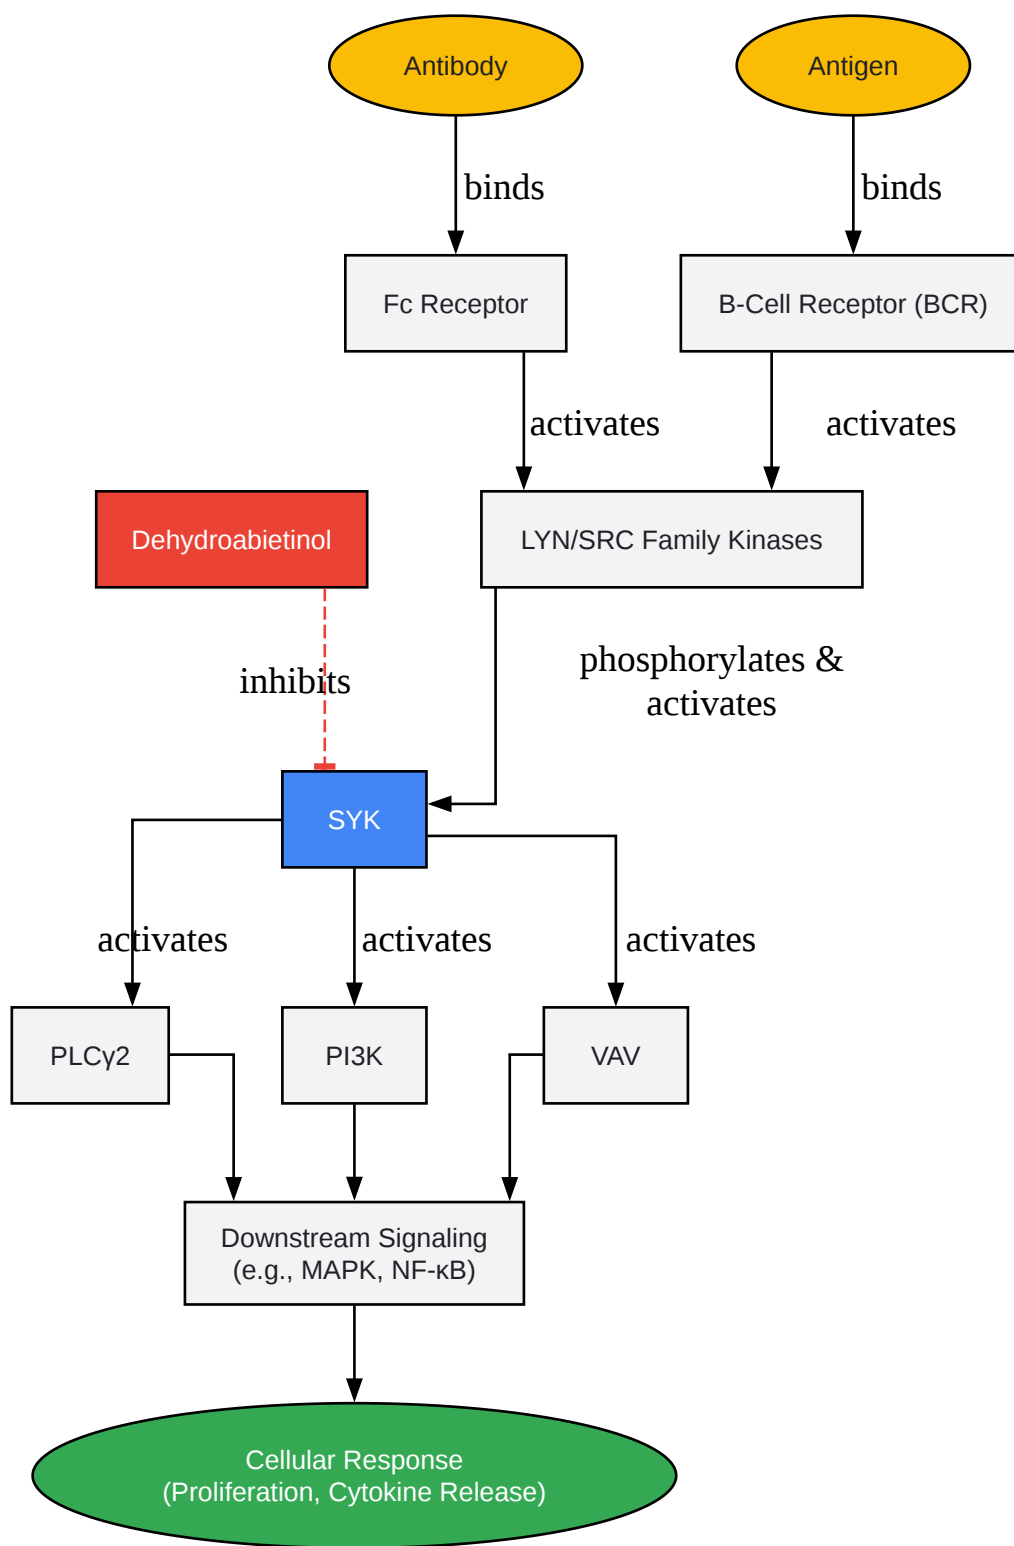 Antibody
Antigen
binds
binds
Fc Receptor
B-Cell Receptor (BCR)
activates
activates
Dehydroabietinol
LYN/SRC Family Kinases
inhibits
phosphorylates &
activates
SYK
activates
activates
activates
PLCγ2
PI3K
VAV
Downstream Signaling
(e.g., MAPK, NF-κB)
Cellular Response
(Proliferation, Cytokine Release)